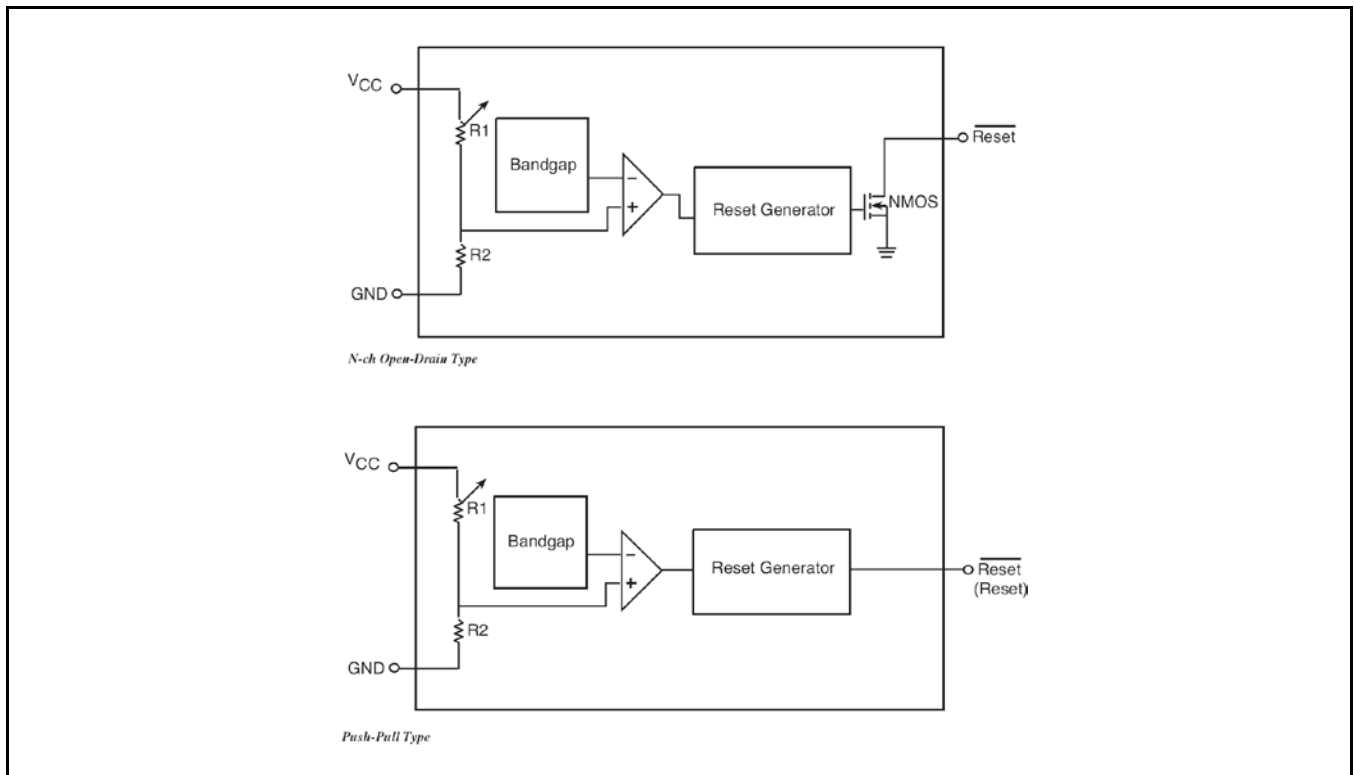 VCC
R1
Bandgap
−
+
Reset Generator
NMOS
Reset
R2
GND
N-ch Open-Drain Type
VCC
R1
Bandgap
−
+
Reset Generator
Reset
(Reset)
R2
GND
Push-Pull Type